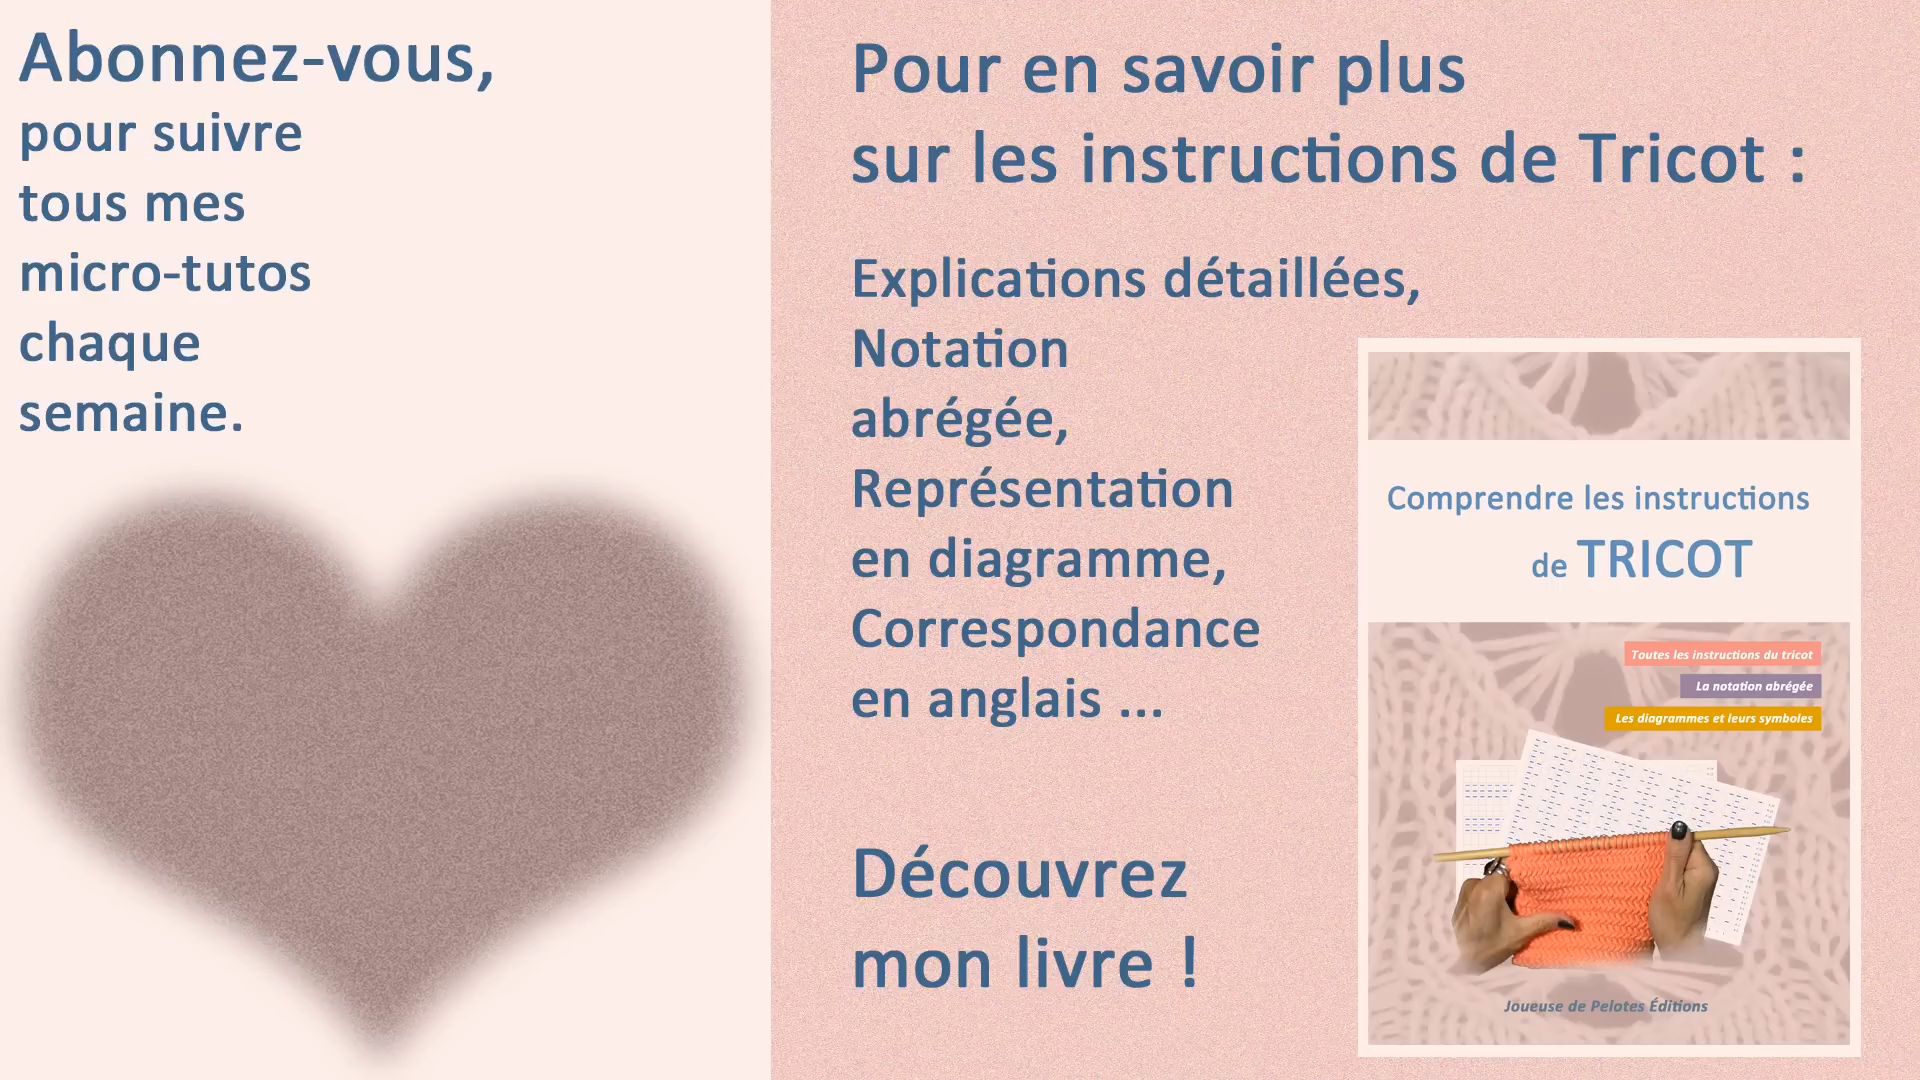 Abonnez-vous,
pour suivre
tous mes
micro-tutos
chaque
semaine.
Pour en savoir plus
sur les instructions de Tricot :
Explications détaillées,
Notation
abrégée,
Représentation
en diagramme,
Correspondance
en anglais ...
Découvrez
mon livre !
Comprendre les instructions
de TRICOT
Toutes les instructions du tricot
La notation abrégée
Les diagrammes et leurs symboles
Joueuse de Pelotes Éditions